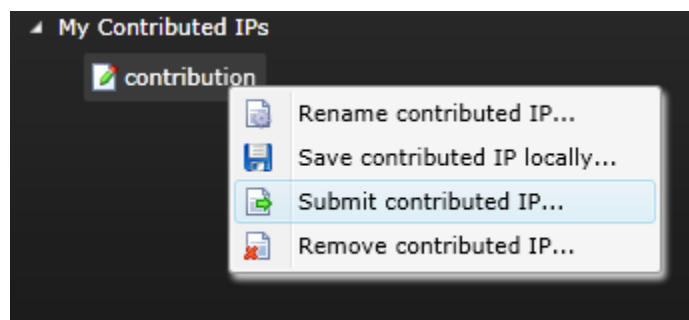 My Contributed IPs
contribution
Rename contributed IP...
Save contributed IP locally...
Submit contributed IP...
Remove contributed IP...